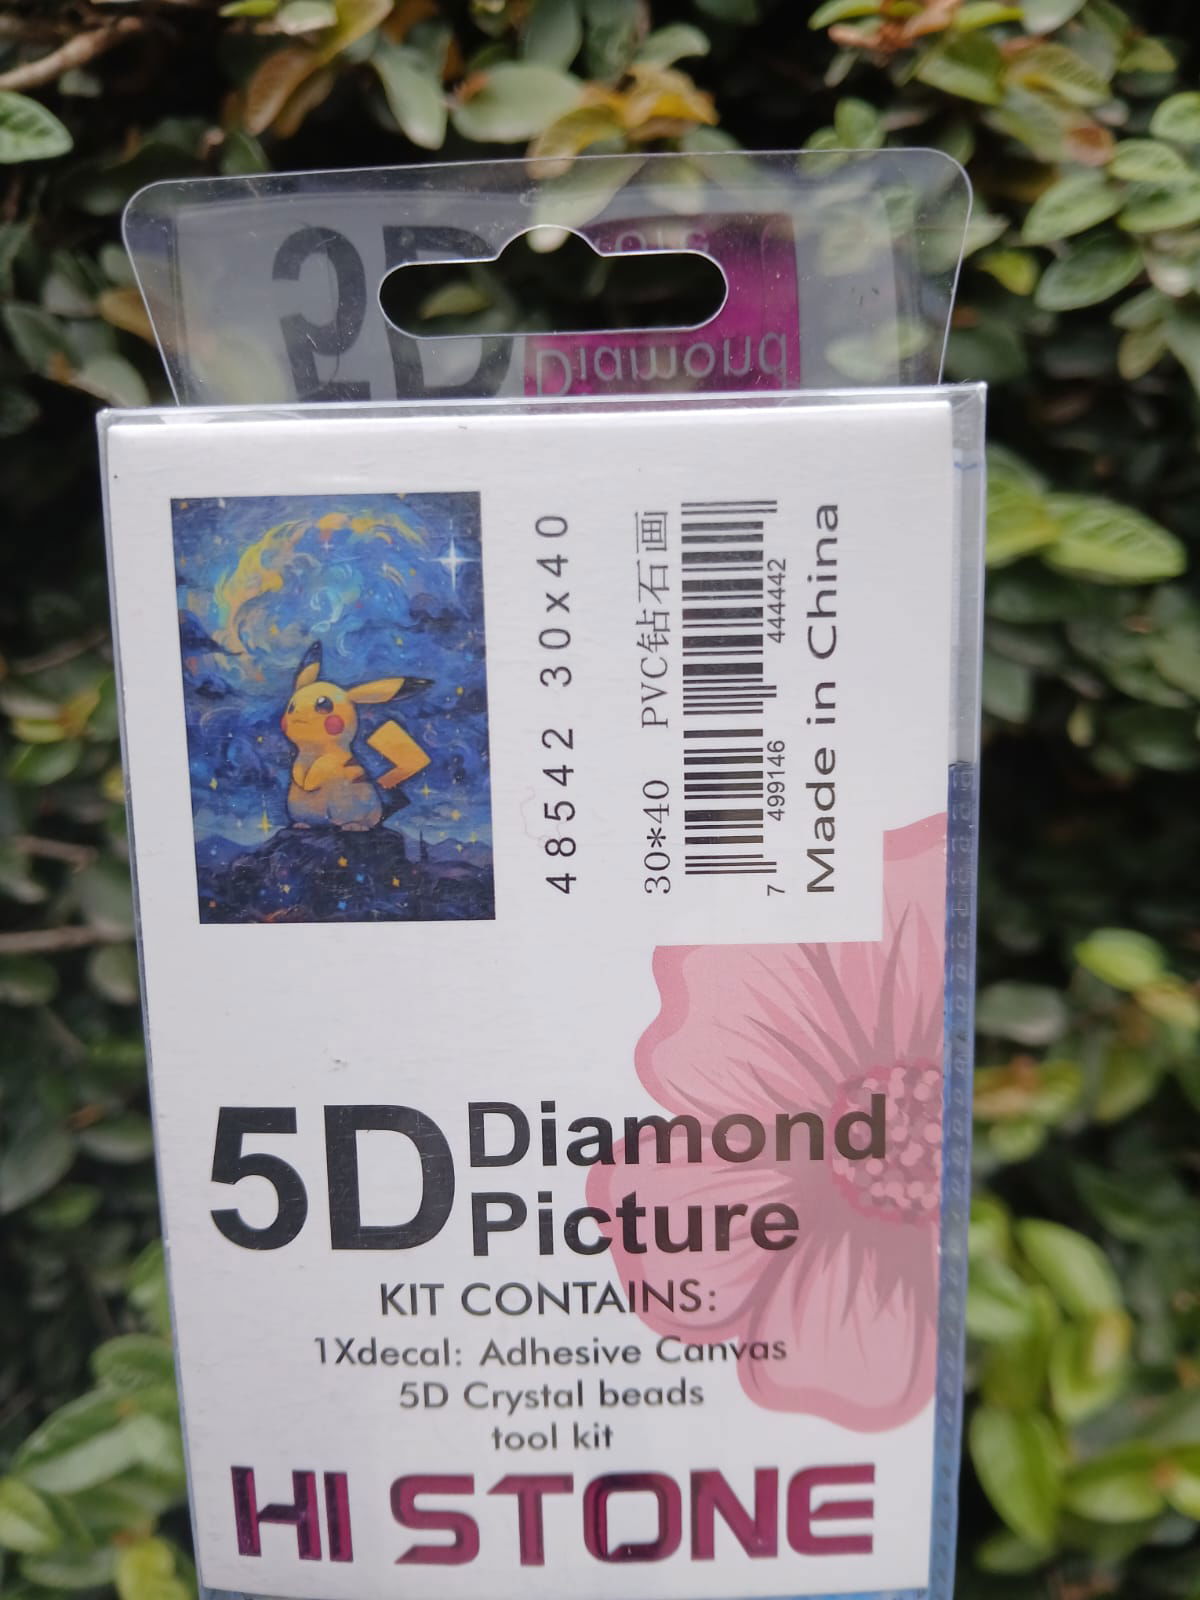 Diamond
5D
48542 30x40
30*40 PVC钻石画
7 499146 444442
Made in China
5D Diamond
Picture
KIT CONTAINS:
1Xdecal: Adhesive Canvas
5D Crystal beads
tool kit
HI STONE